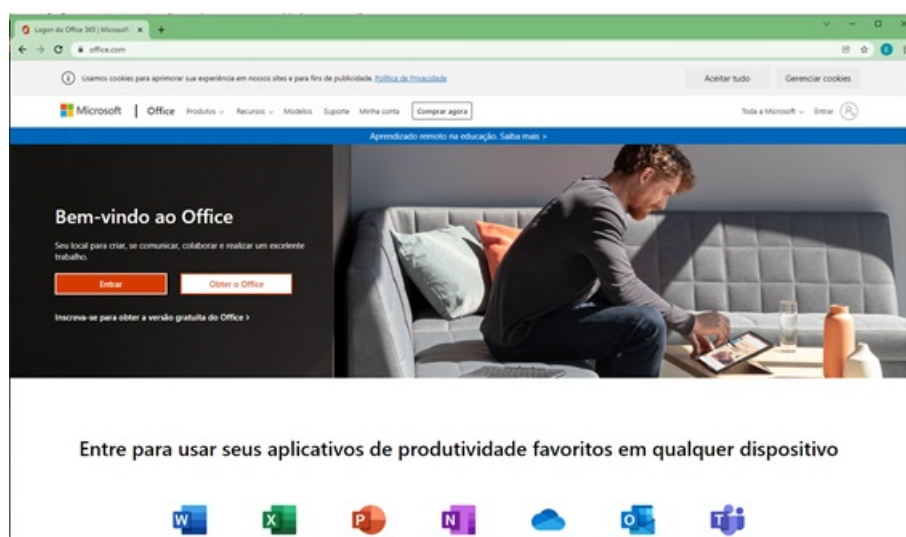 Logon do Office 365 | Microsoft
office.com
Usamos cookies para aprimorar sua experiência em nossos sites e para fins de publicidade. Política de Privacidade
Aceitar tudo
Gerenciar cookies
Microsoft | Office Produtos Recursos Modelos Suporte Minha conta Comprar agora Toda a Microsoft Entrar
Aprendizado remoto na educação. Saiba mais >
Bem-vindo ao Office
Seu local para criar, se comunicar, colaborar e realizar um excelente
trabalho.
Entrar
Obter o Office
Inscreva-se para obter a versão gratuita do Office >
Entre para usar seus aplicativos de produtividade favoritos em qualquer dispositivo
W X P N O T